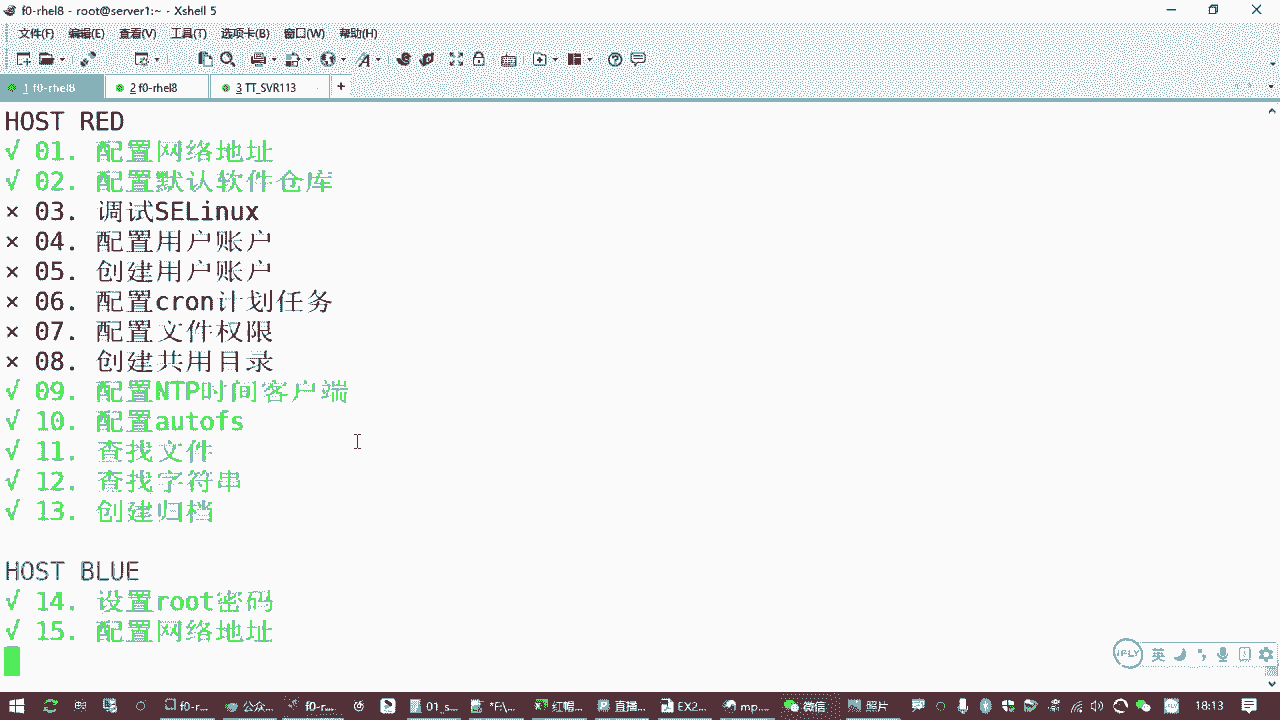 f0-rhel8 - root@server1:~ - Xshell 5
文件(F) 编辑(E) 查看(V) 工具(T) 选项卡(B) 窗口(W) 帮助(H)
1 f0-rhel8 2 f0-rhel8 3 TT_SVR113 +
HOST RED
√ 01. 配置网络地址
√ 02. 配置默认软件仓库
× 03. 调试SELinux
× 04. 配置用户账户
× 05. 创建用户账户
× 06. 配置cron计划任务
× 07. 配置文件权限
× 08. 创建共用目录
√ 09. 配置NTP时间客户端
√ 10. 配置autofs
√ 11. 查找文件
√ 12. 查找字符串
√ 13. 创建归档
HOST BLUE
√ 14. 设置root密码
√ 15. 配置网络地址
iFLY 英
f0-r... 公众... f0-r... 01_s... *F:\... 红帽... 直播... EX2... mp.... 微信 照片 18:13